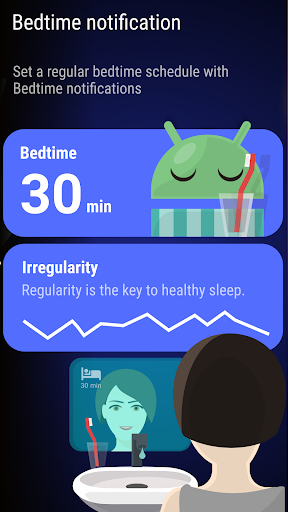 Bedtime notification
Set a regular bedtime schedule with
Bedtime notifications
Bedtime
30 min
Irregularity
Regularity is the key to healthy sleep.
30 min